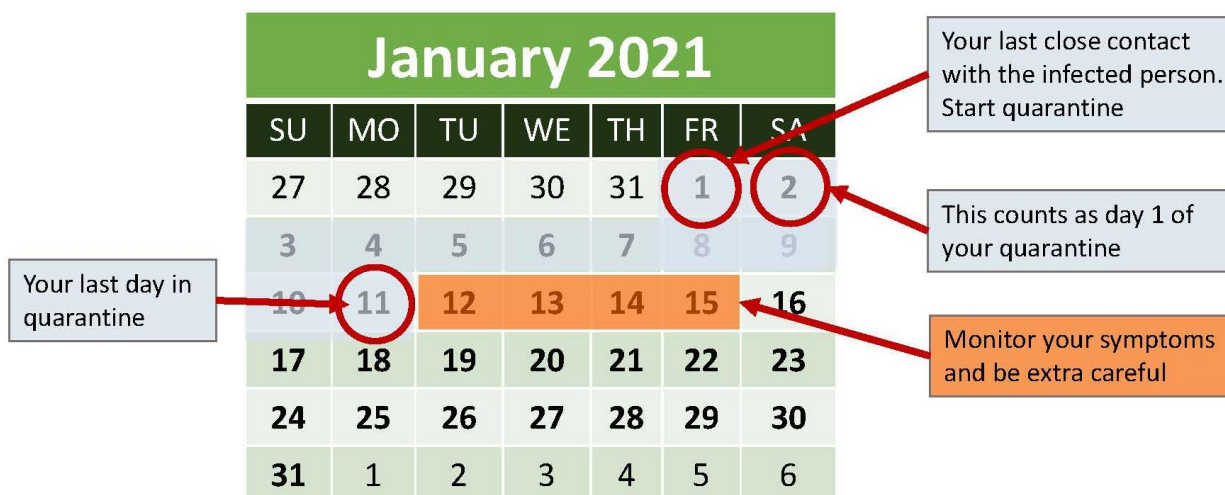 January 2021
SU MO TU WE TH FR SA
27 28 29 30 31 1 2
3 4 5 6 7 8 9
10 11 12 13 14 15 16
17 18 19 20 21 22 23
24 25 26 27 28 29 30
31 1 2 3 4 5 6
Your last close contact
with the infected person.
Start quarantine
This counts as day 1 of
your quarantine
Your last day in
quarantine
Monitor your symptoms
and be extra careful